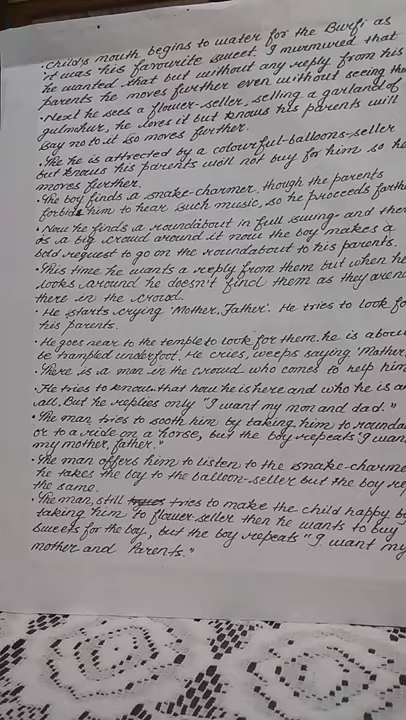 • Child's mouth begins to water for the Burfi as
it was his favourite sweet, I murmured that
he wanted that but without any reply from his
parents he moves further even without seeing the
• Next he sees a flower-seller, selling a garland of
gulmohur, he loves it but knows his parents will
say no to it so moves further.
• The he is attrected by a colourful-balloons-seller
but knows his parents will not buy for him so he
moves further.
• The boy finds a snake-charmer, though the parents
forbids him to hear such music, so he proceeds farth
• Now he finds a roundabout in full swing and ther
is a big crowd around it now the boy makes a
bold request to go on the roundabout to his parents.
• This time he wants a reply from them but when he
looks around he doesn't find them as they aren
there in the crowd.
• He starts crying 'Mother, Father'. He tries to look fo
his parents.
• He goes near to the temple to look for them. he is abou
be trampled underfoot. He cries, weeps saying 'Mother,
• There is a man in the crowd who comes to help him
• He tries to know that how he is here and who he is a
all. But he replies only "I want my mom and dad."
• The man tries to sooth him by taking him to rounda
or to a ride on a horse, but the boy repeats "I wan
my mother, father."
• The man offers him to listen to the snake-charme
he takes the boy to the balloon-seller but the boy rep
the same.
• The man, still tries to make the child happy b
taking him to flower-seller then he wants to buy
sweets for the boy, but the boy repeats "I want my
mother and Parents."